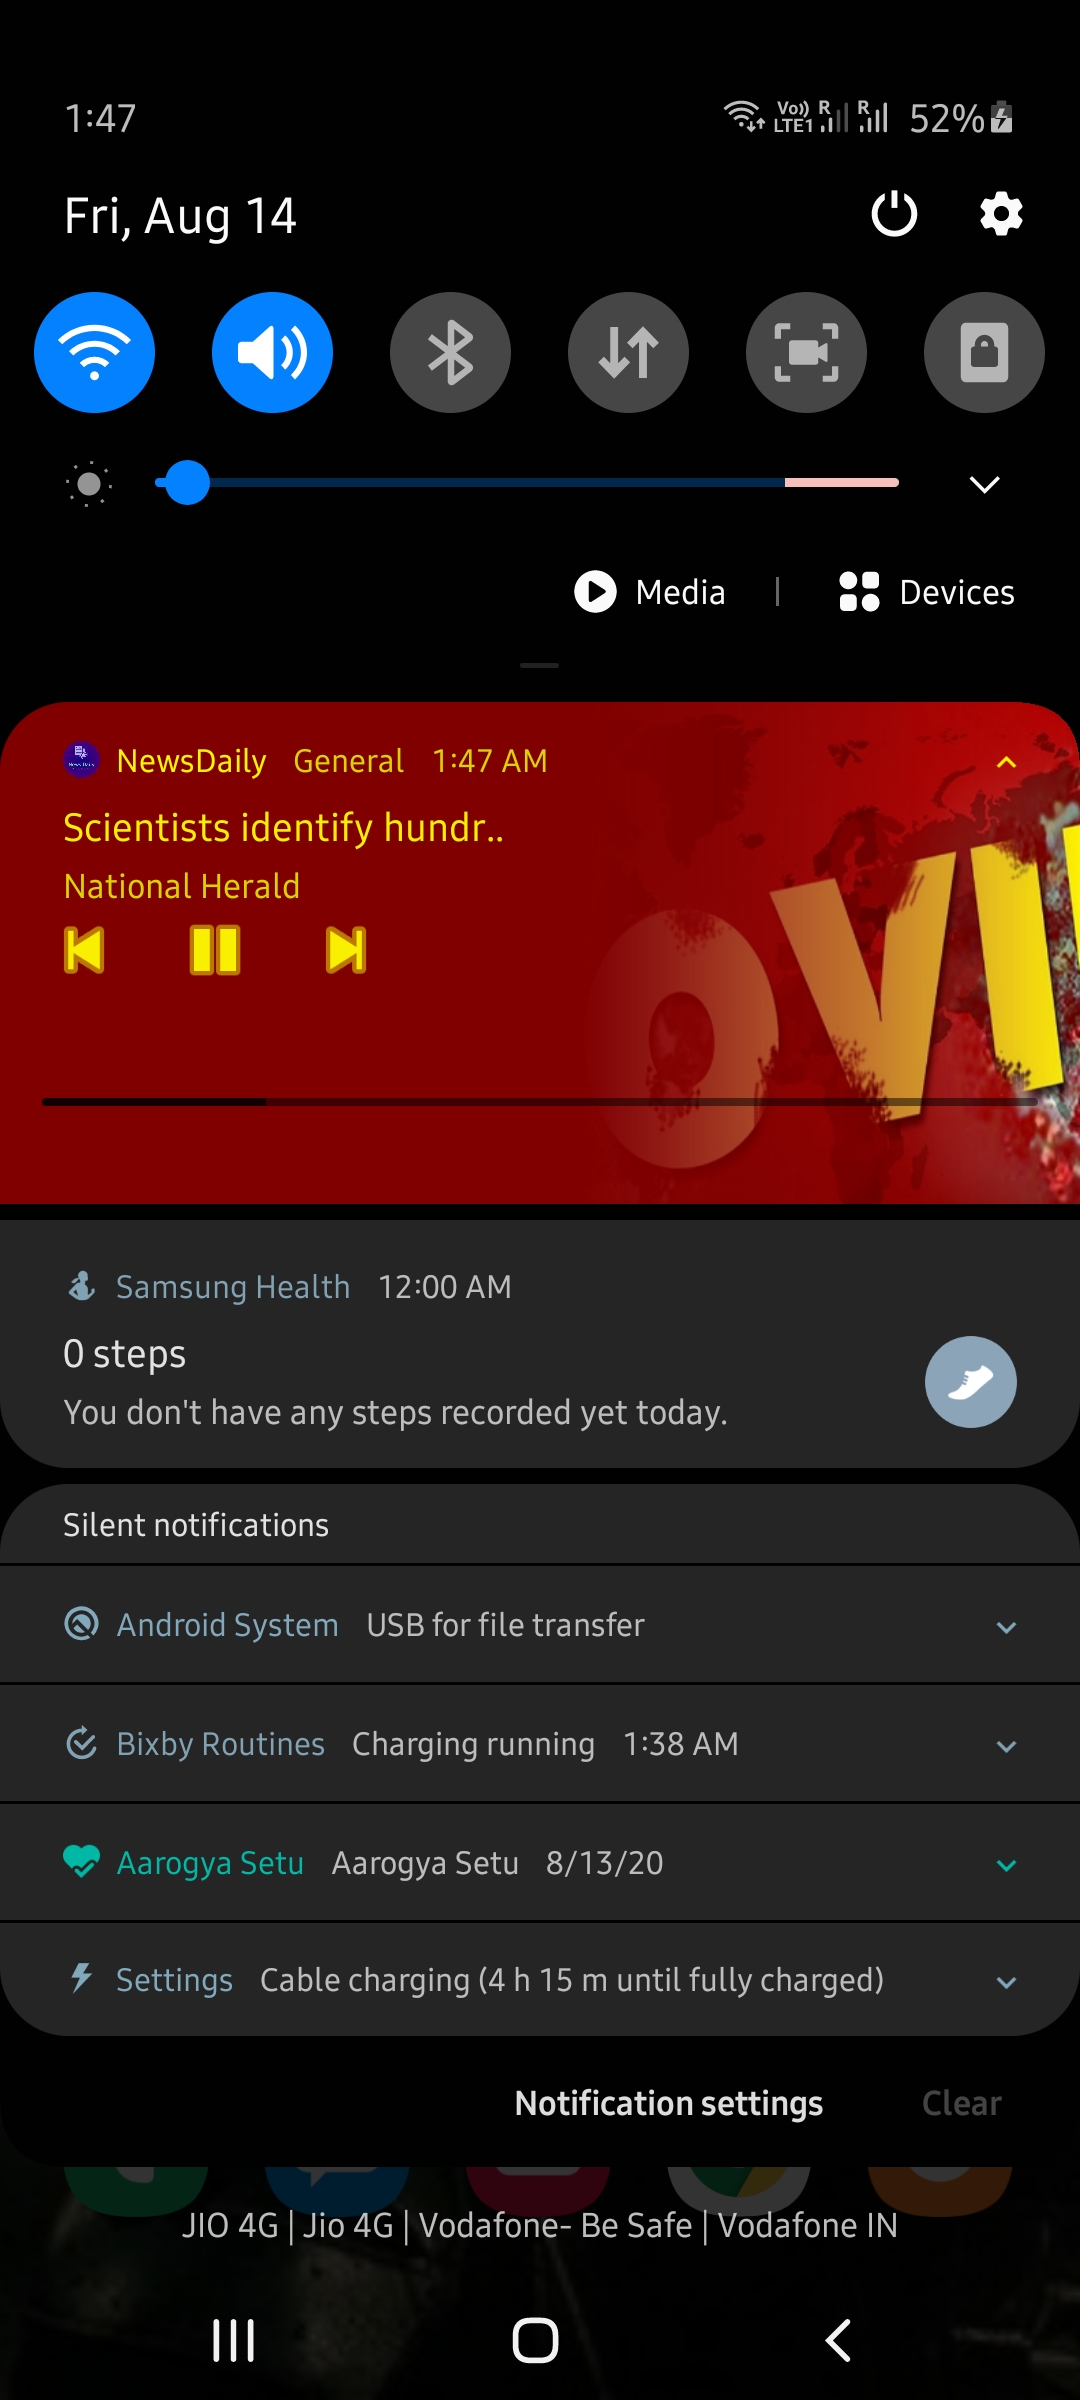 1:47
Vo)) LTE1 R R 52%
Fri, Aug 14
Media | Devices
NewsDaily General 1:47 AM
Scientists identify hundr..
National Herald
OVI
Samsung Health 12:00 AM
0 steps
You don't have any steps recorded yet today.
Silent notifications
Android System USB for file transfer
Bixby Routines Charging running 1:38 AM
Aarogya Setu Aarogya Setu 8/13/20
Settings Cable charging (4 h 15 m until fully charged)
Notification settings Clear
JIO 4G | Jio 4G | Vodafone- Be Safe | Vodafone IN